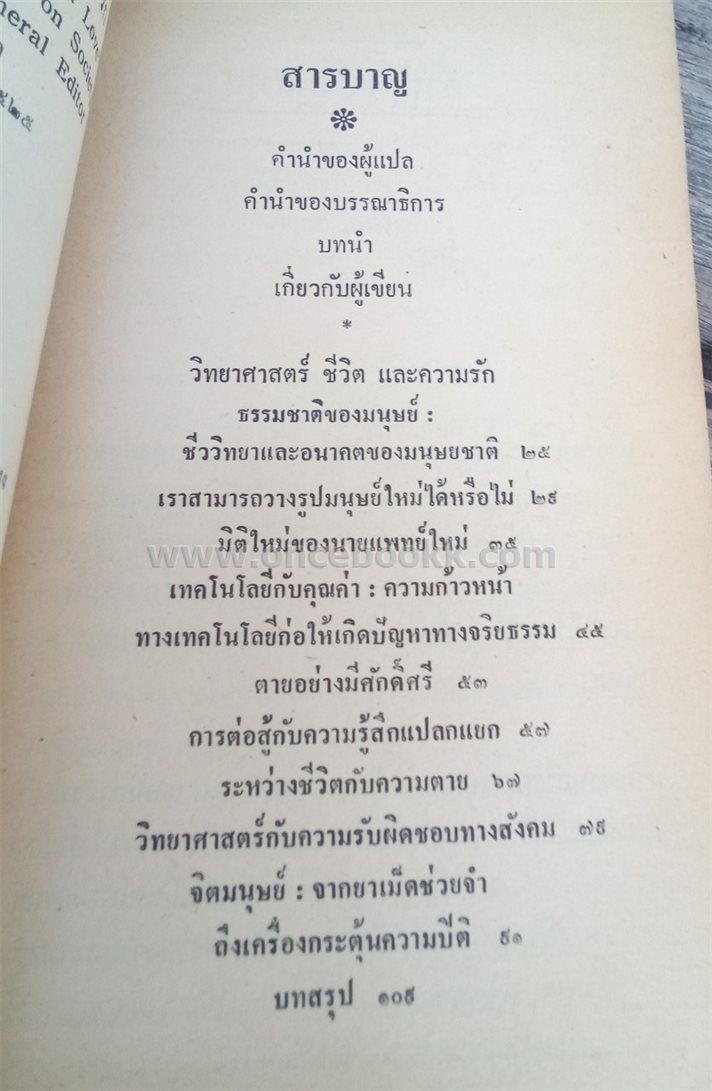 Love
on Socie
neral Editor
สารบาญ
คำนำของผู้แปล
คำนำของบรรณาธิการ
บทนำ
เกี่ยวกับผู้เขียน
*
วิทยาศาสตร์ ชีวิต และความรัก
ธรรมชาติของมนุษย์ :
ชีววิทยาและอนาคตของมนุษยชาติ ๒๕
เราสามารถวางรูปมนุษย์ใหม่ได้หรือไม่ ๒๙
มิติใหม่ของนายแพทย์ใหม่ ๓๕
www.oncebookk.com
เทคโนโลยีกับคุณค่า : ความก้าวหน้า
ทางเทคโนโลยีก่อให้เกิดปัญหาทางจริยธรรม ๔๕
ตายอย่างมีศักดิ์ศรี ๕๓
การต่อสู้กับความรู้สึกแปลกแยก ๕๗
ระหว่างชีวิตกับความตาย ๖๗
วิทยาศาสตร์กับความรับผิดชอบทางสังคม ๗๙
จิตมนุษย์ : จากยาเม็ดช่วยจำ
ถึงเครื่องกระตุ้นความปีติ ๙๑
บทสรุป ๑๐๙